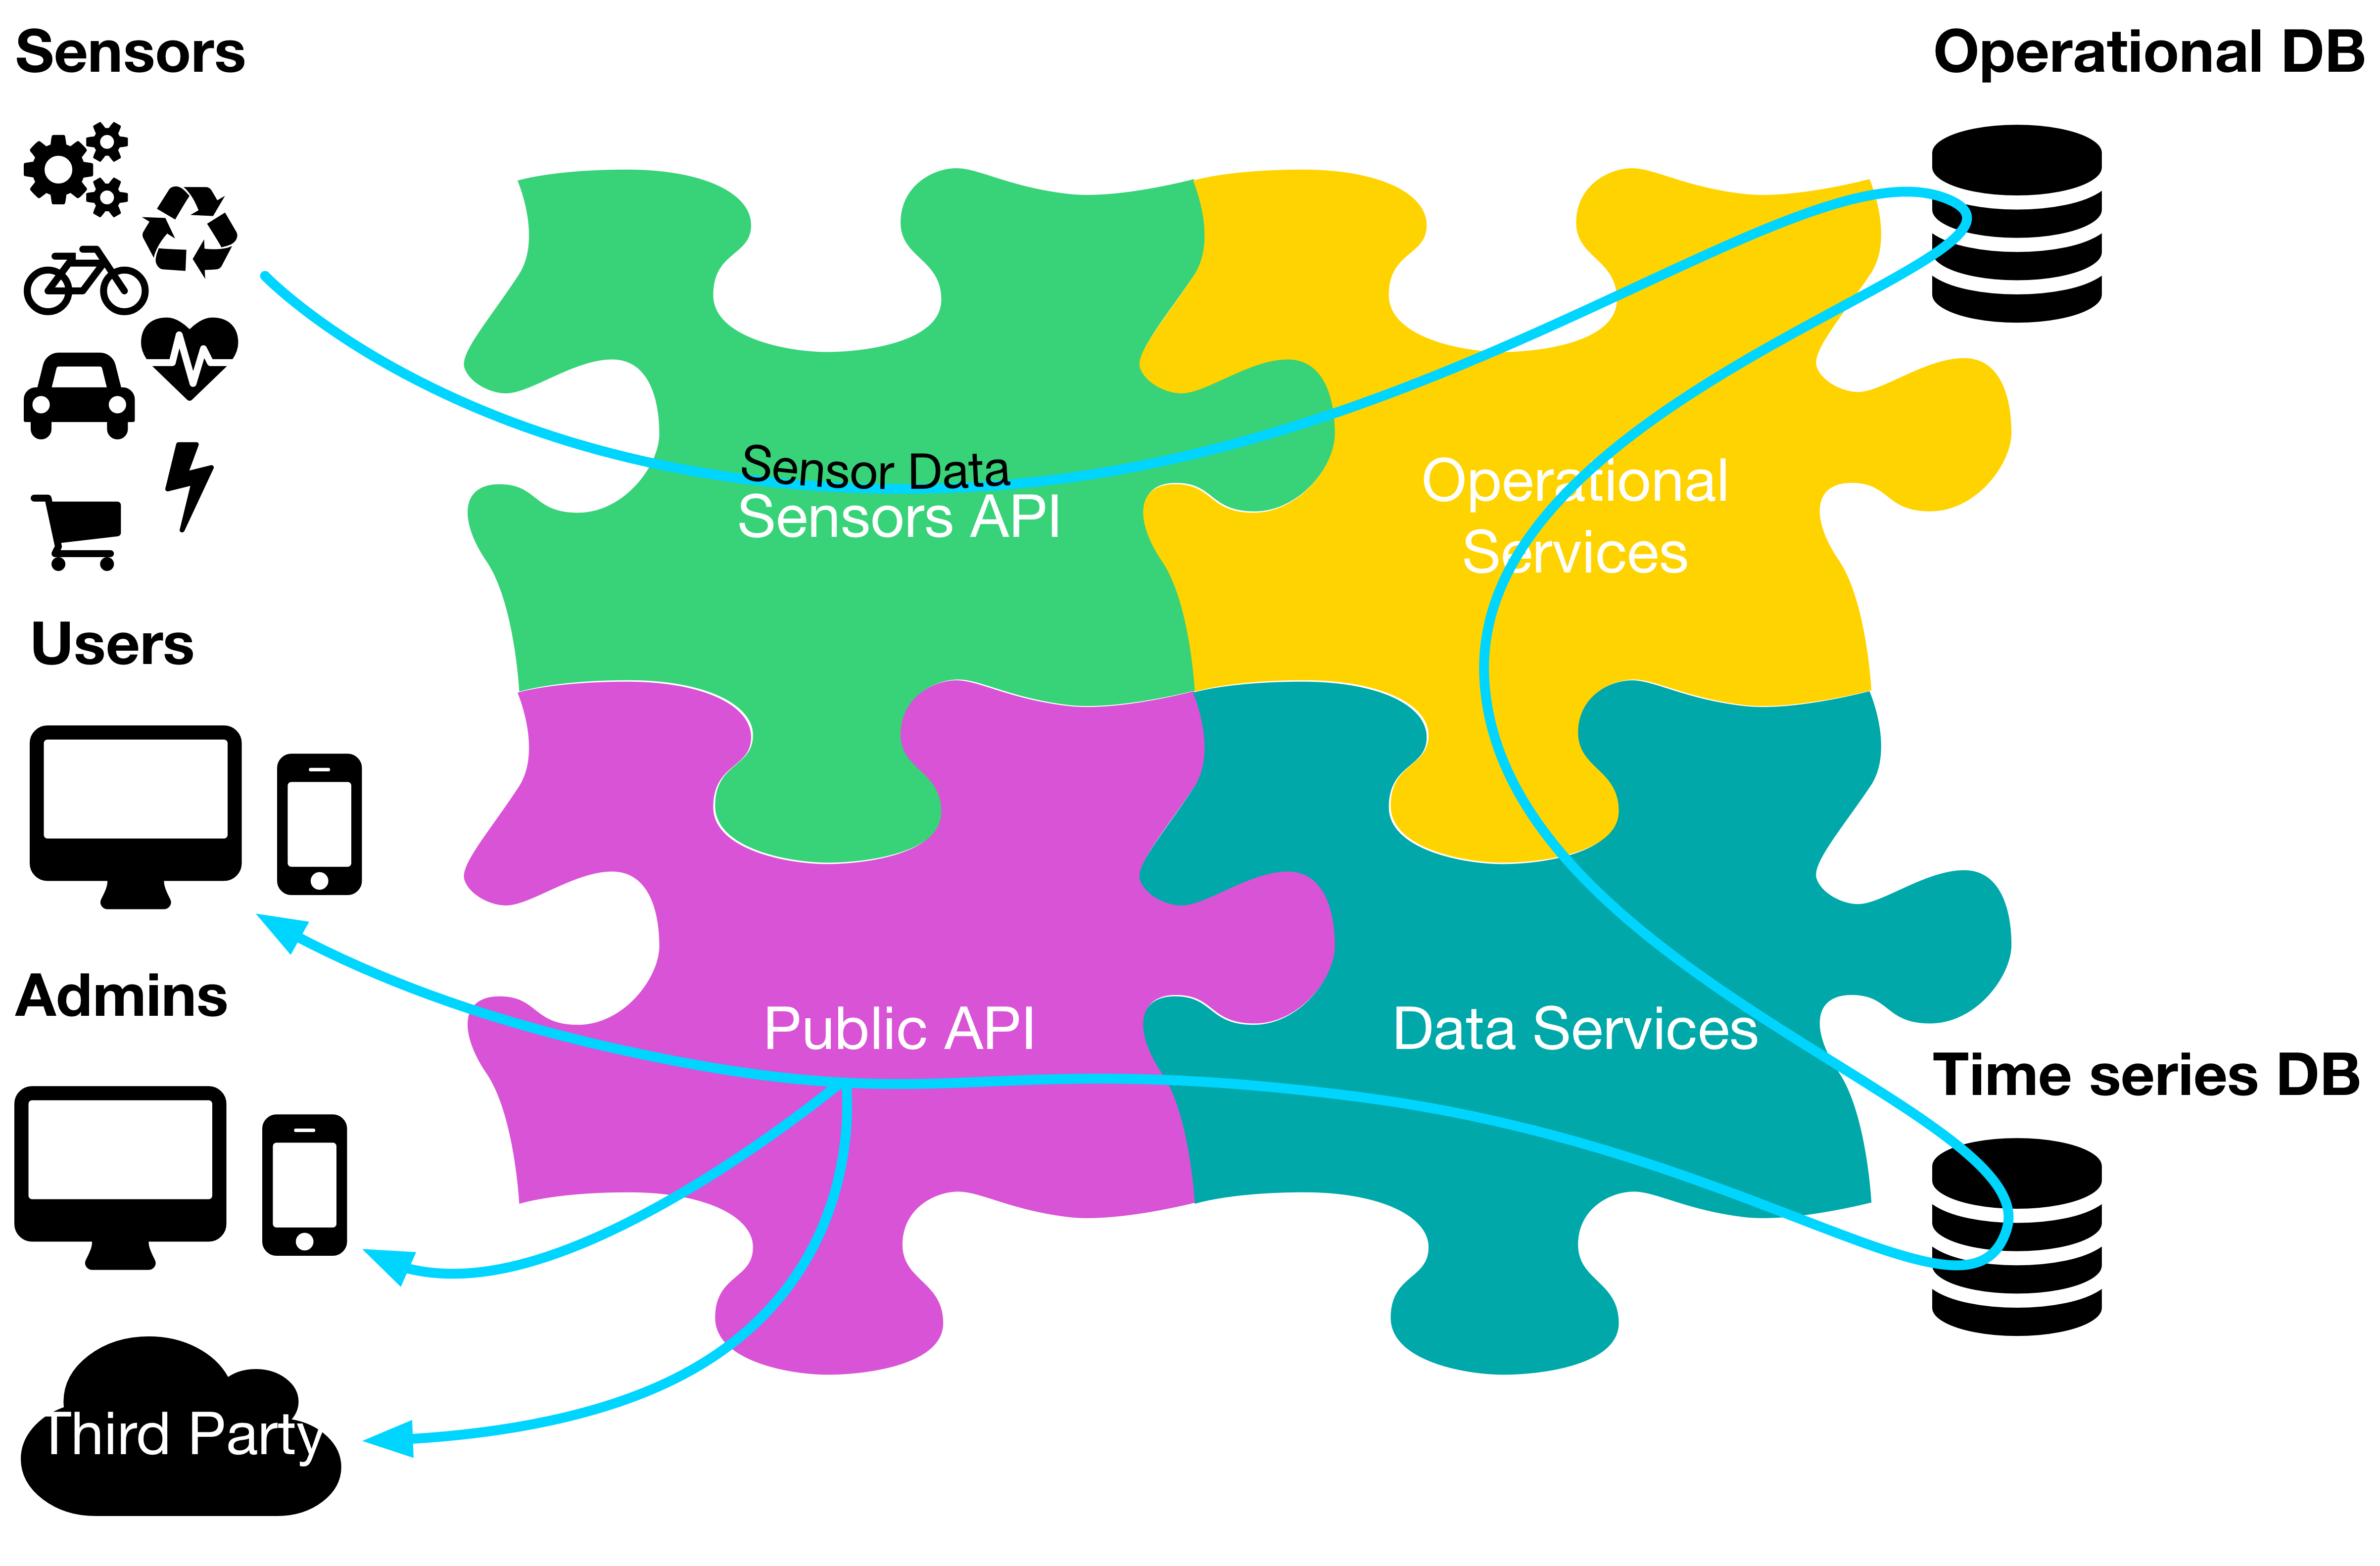 Sensors
Operational DB
Sensor Data
Sensors API
Operational
Services
Users
Admins
Public API
Data Services
Time series DB
Third Party